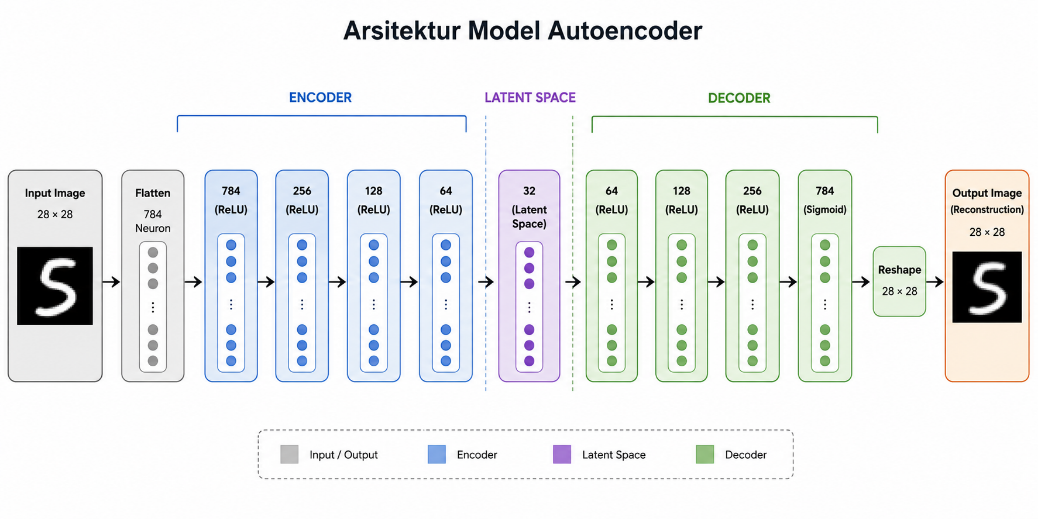 Arsitektur Model Autoencoder
ENCODER
LATENT SPACE
DECODER
Input Image
28 × 28
Flatten
784
Neuron
784
(ReLU)
256
(ReLU)
128
(ReLU)
64
(ReLU)
32
(Latent
Space)
64
(ReLU)
128
(ReLU)
256
(ReLU)
784
(Sigmoid)
Reshape
28 × 28
Output Image
(Reconstruction)
28 × 28
Input / Output
Encoder
Latent Space
Decoder